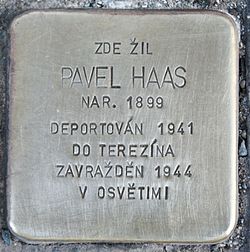 ZDE ŽIL
PAVEL HAAS
NAR. 1899
DEPORTOVÁN 1941
DO TEREZÍNA
ZAVRAŽDĚN 1944
V OSVĚTIMI